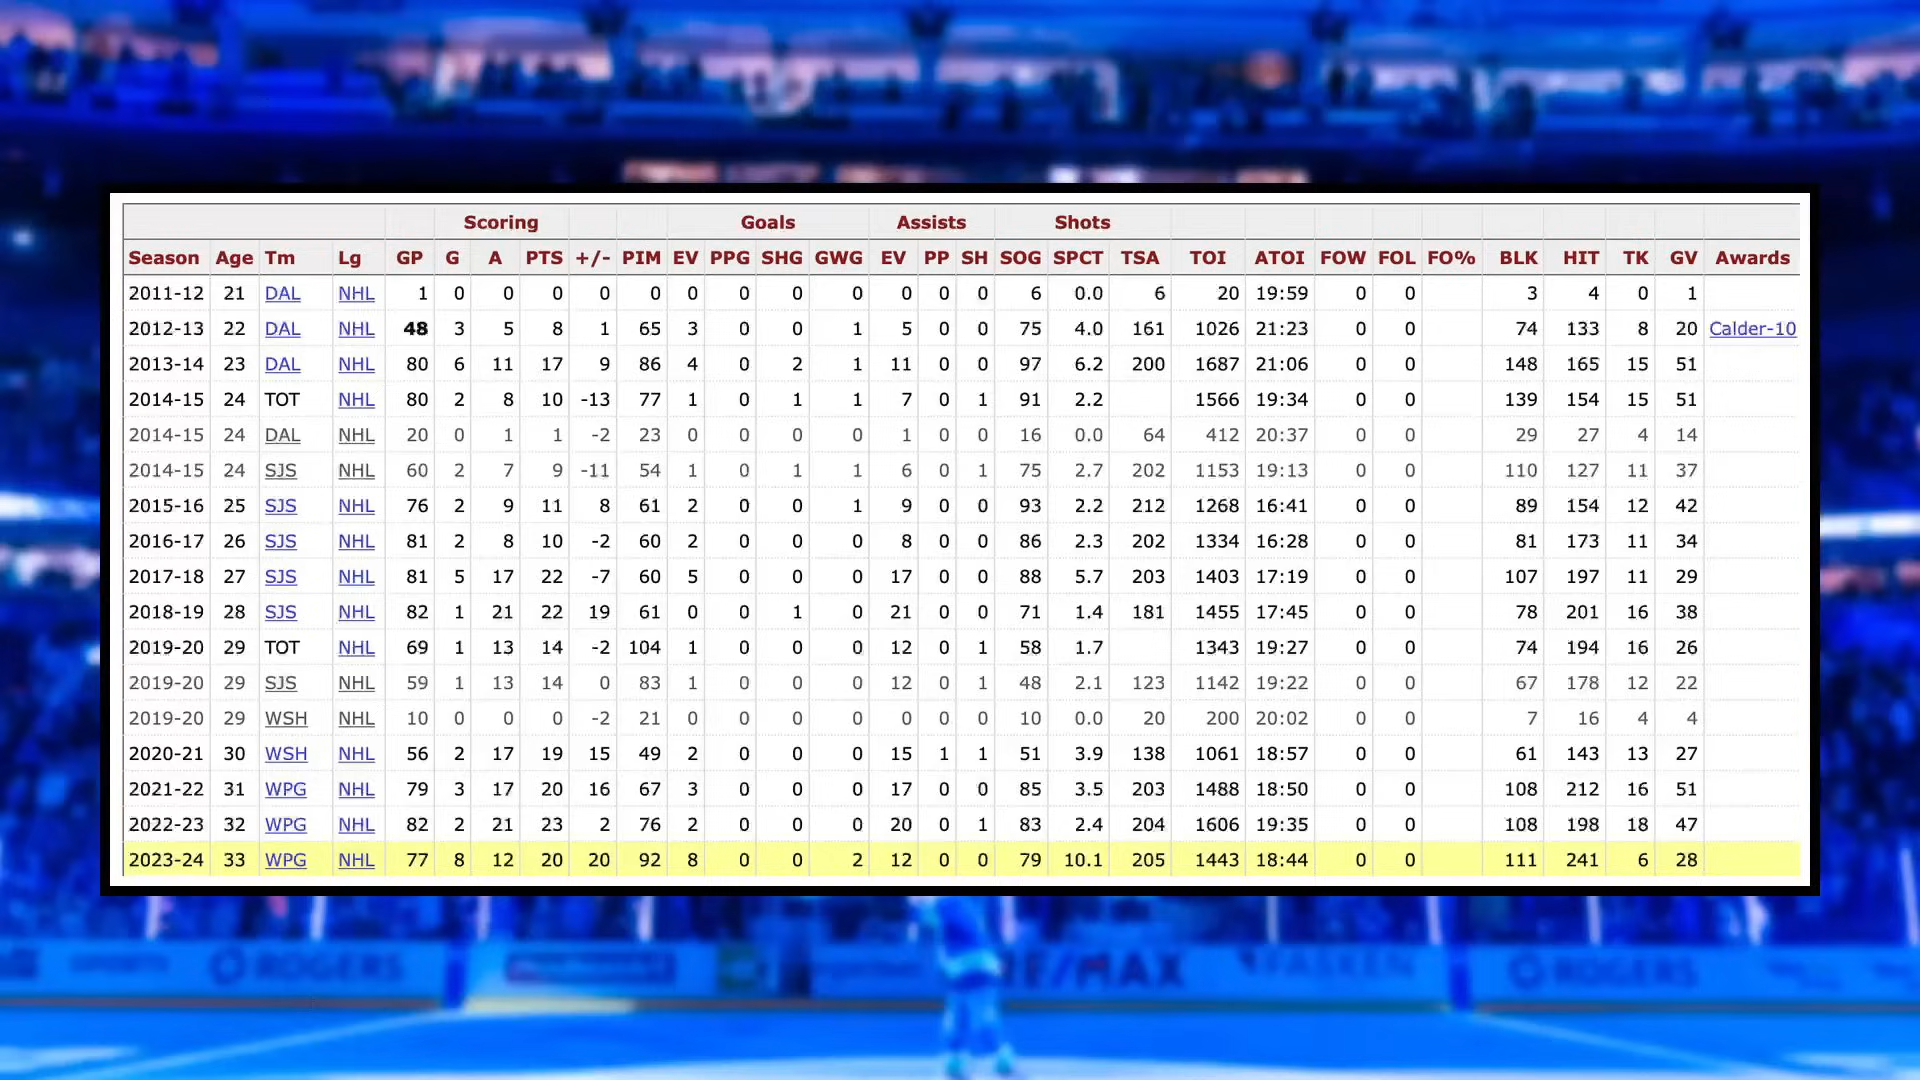 Scoring Goals Assists Shots
Season Age Tm Lg GP G A PTS +/- PIM EV PPG SHG GWG EV PP SH SOG SPCT TSA TOI ATOI FOW FOL FO% BLK HIT TK GV Awards
2011-12 21 DAL NHL 1 0 0 0 0 0 0 0 0 0 0 0 0 6 0.0 6 20 19:59 0 0 3 4 0 1
2012-13 22 DAL NHL 48 3 5 8 1 65 3 0 0 1 5 0 0 75 4.0 161 1026 21:23 0 0 74 133 8 20 Calder-10
2013-14 23 DAL NHL 80 6 11 17 9 86 4 0 2 1 11 0 0 97 6.2 200 1687 21:06 0 0 148 165 15 51
2014-15 24 TOT NHL 80 2 8 10 -13 77 1 0 1 1 7 0 1 91 2.2 1566 19:34 0 0 139 154 15 51
2014-15 24 DAL NHL 20 0 1 1 -2 23 0 0 0 0 1 0 0 16 0.0 64 412 20:37 0 0 29 27 4 14
2014-15 24 SJS NHL 60 2 7 9 -11 54 1 0 1 1 6 0 1 75 2.7 202 1153 19:13 0 0 110 127 11 37
2015-16 25 SJS NHL 76 2 9 11 8 61 2 0 0 1 9 0 0 93 2.2 212 1268 16:41 0 0 89 154 12 42
2016-17 26 SJS NHL 81 2 8 10 -2 60 2 0 0 0 8 0 0 86 2.3 202 1334 16:28 0 0 81 173 11 34
2017-18 27 SJS NHL 81 5 17 22 -7 60 5 0 0 0 17 0 0 88 5.7 203 1403 17:19 0 0 107 197 11 29
2018-19 28 SJS NHL 82 1 21 22 19 61 0 0 1 0 21 0 0 71 1.4 181 1455 17:45 0 0 78 201 16 38
2019-20 29 TOT NHL 69 1 13 14 -2 104 1 0 0 0 12 0 1 58 1.7 1343 19:27 0 0 74 194 16 26
2019-20 29 SJS NHL 59 1 13 14 0 83 1 0 0 0 12 0 1 48 2.1 123 1142 19:22 0 0 67 178 12 22
2019-20 29 WSH NHL 10 0 0 0 -2 21 0 0 0 0 0 0 0 10 0.0 20 200 20:02 0 0 7 16 4 4
2020-21 30 WSH NHL 56 2 17 19 15 49 2 0 0 0 15 1 1 51 3.9 138 1061 18:57 0 0 61 143 13 27
2021-22 31 WPG NHL 79 3 17 20 16 67 3 0 0 0 17 0 0 85 3.5 203 1488 18:50 0 0 108 212 16 51
2022-23 32 WPG NHL 82 2 21 23 2 76 2 0 0 0 20 0 1 83 2.4 204 1606 19:35 0 0 108 198 18 47
2023-24 33 WPG NHL 77 8 12 20 20 92 8 0 0 2 12 0 0 79 10.1 205 1443 18:44 0 0 111 241 6 28
ROGERS RE/MAX FASKEN ROGERS